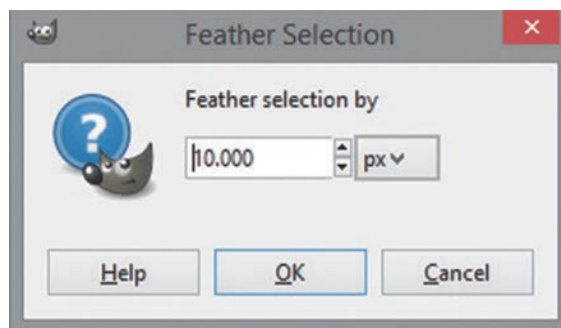 Feather Selection
Feather selection by
10.000 px
Help OK Cancel